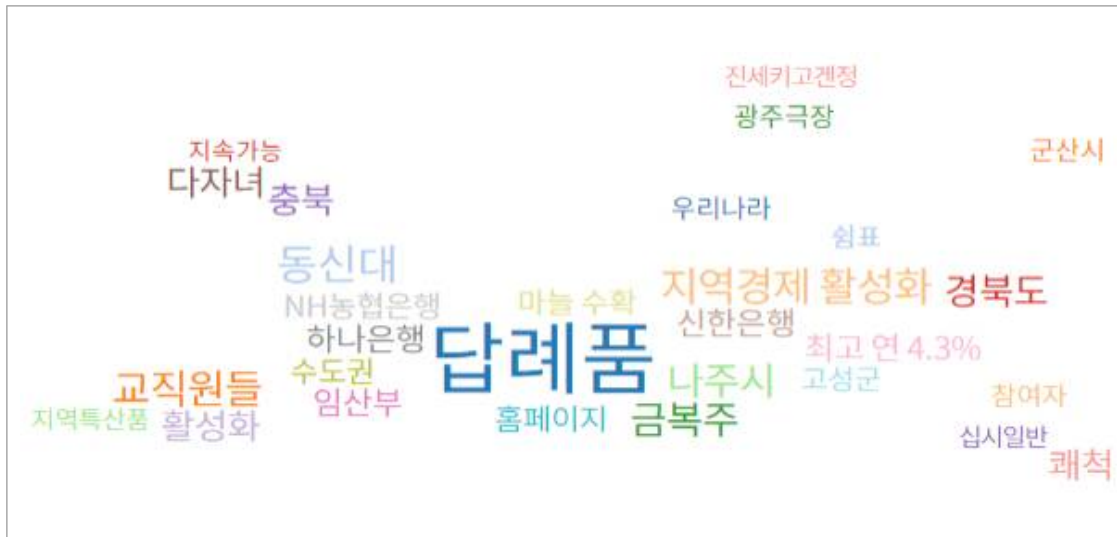 진세키고겐정
광주극장
지속가능
군산시
다자녀
충북
우리나라
쉼표
동신대
지역경제 활성화
경북도
NH농협은행
마늘 수확
신한은행
하나은행
답례품
최고 연 4.3%
수도권
나주시
고성군
교직원들
임산부
참여자
지역특산품
활성화
홈페이지
금복주
십시일반
쾌척